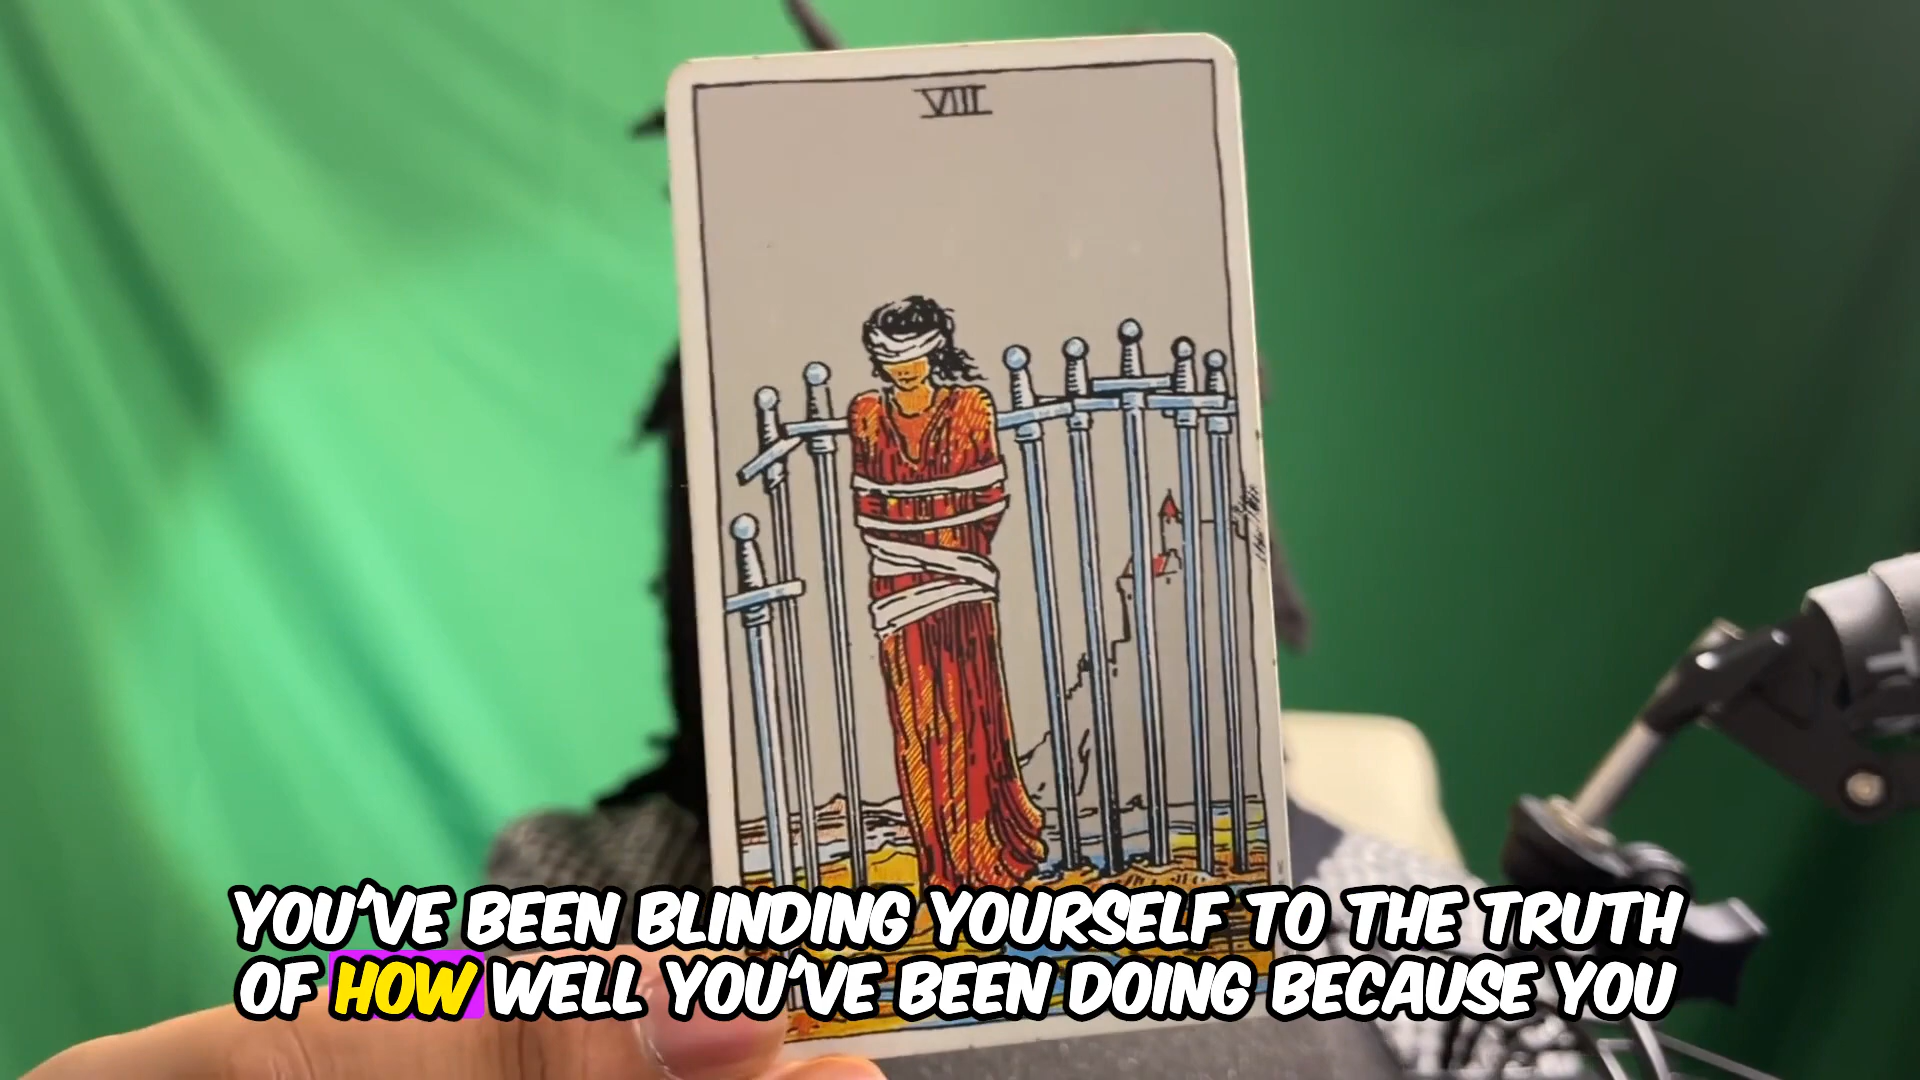 VIII
YOU'VE BEEN BLINDING YOURSELF TO THE TRUTH
OF HOW WELL YOU'VE BEEN DOING BECAUSE YOU